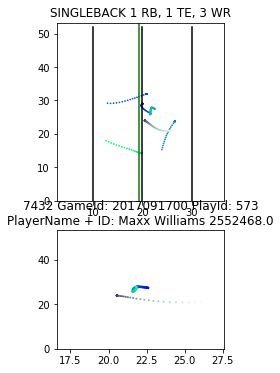 SINGLEBACK 1 RB, 1 TE, 3 WR
50
40
30
20
10
0
10 20 30
7432 GameId: 2017091700 PlayId: 573
PlayerName + ID: Maxx Williams 2552468.0
40
20
0
17.5 20.0 22.5 25.0 27.5